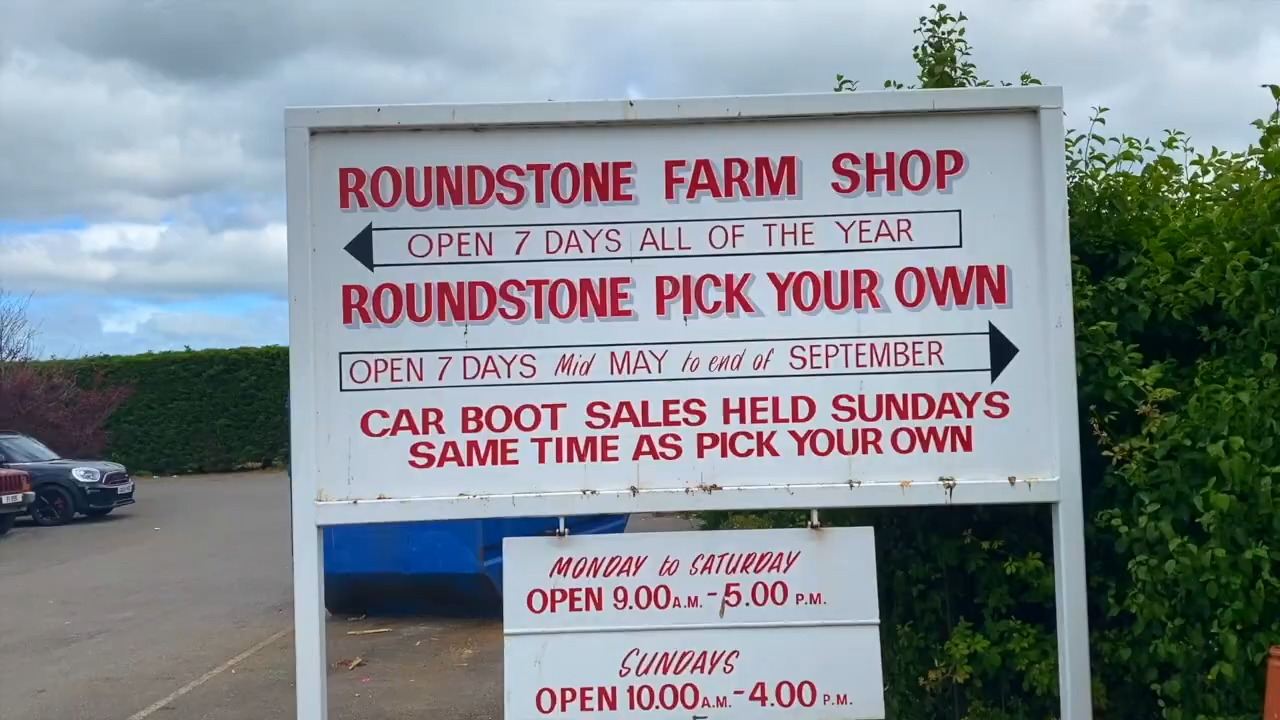 ROUNDSTONE FARM SHOP
OPEN 7 DAYS ALL OF THE YEAR
ROUNDSTONE PICK YOUR OWN
OPEN 7 DAYS Mid MAY to end of SEPTEMBER
CAR BOOT SALES HELD SUNDAYS
SAME TIME AS PICK YOUR OWN
MONDAY to SATURDAY
OPEN 9.00 A.M. - 5.00 P.M.
SUNDAYS
OPEN 10.00 A.M. - 4.00 P.M.